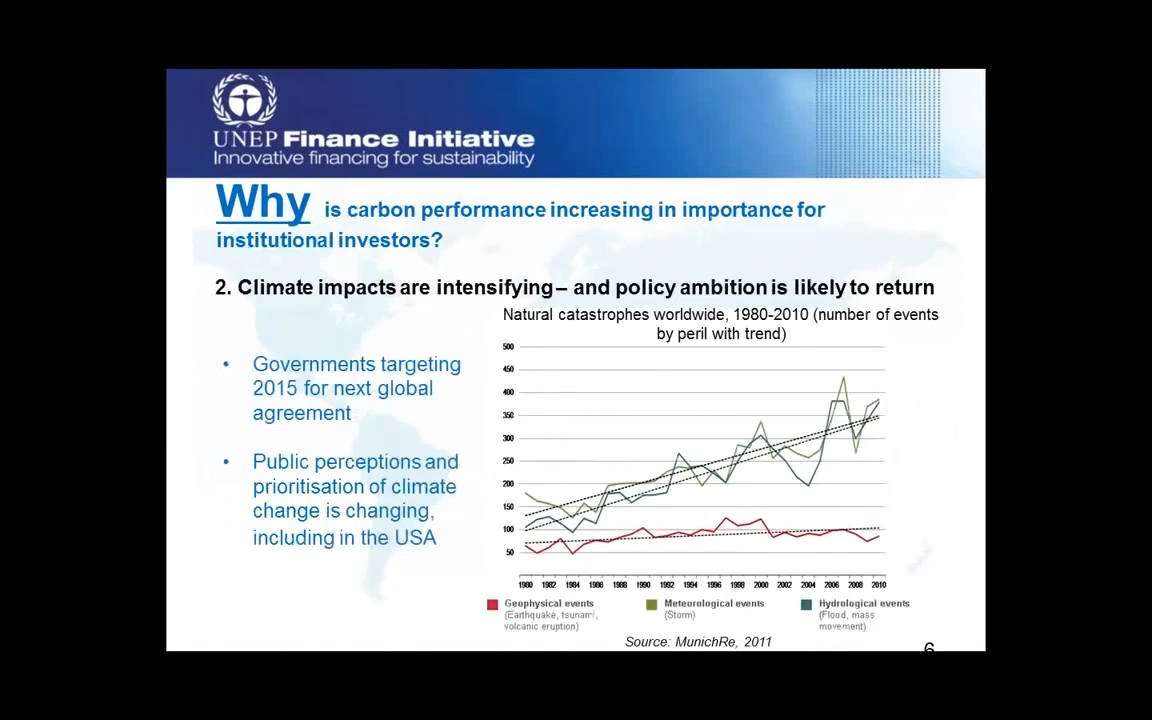 UNEP Finance Initiative
Innovative financing for sustainability
Why is carbon performance increasing in importance for
institutional investors?
2. Climate impacts are intensifying – and policy ambition is likely to return
Natural catastrophes worldwide, 1980-2010 (number of events
by peril with trend)
• Governments targeting
2015 for next global
agreement
• Public perceptions and
prioritisation of climate
change is changing,
including in the USA
500
450
400
350
300
250
200
150
100
50
1980 1982 1984 1986 1988 1990 1992 1994 1996 1998 2000 2002 2004 2006 2008 2010
Geophysical events
(Earthquake, tsunami,
volcanic eruption)
Meteorological events
(Storm)
Hydrological events
(Flood, mass
movement)
Source: MunichRe, 2011
6